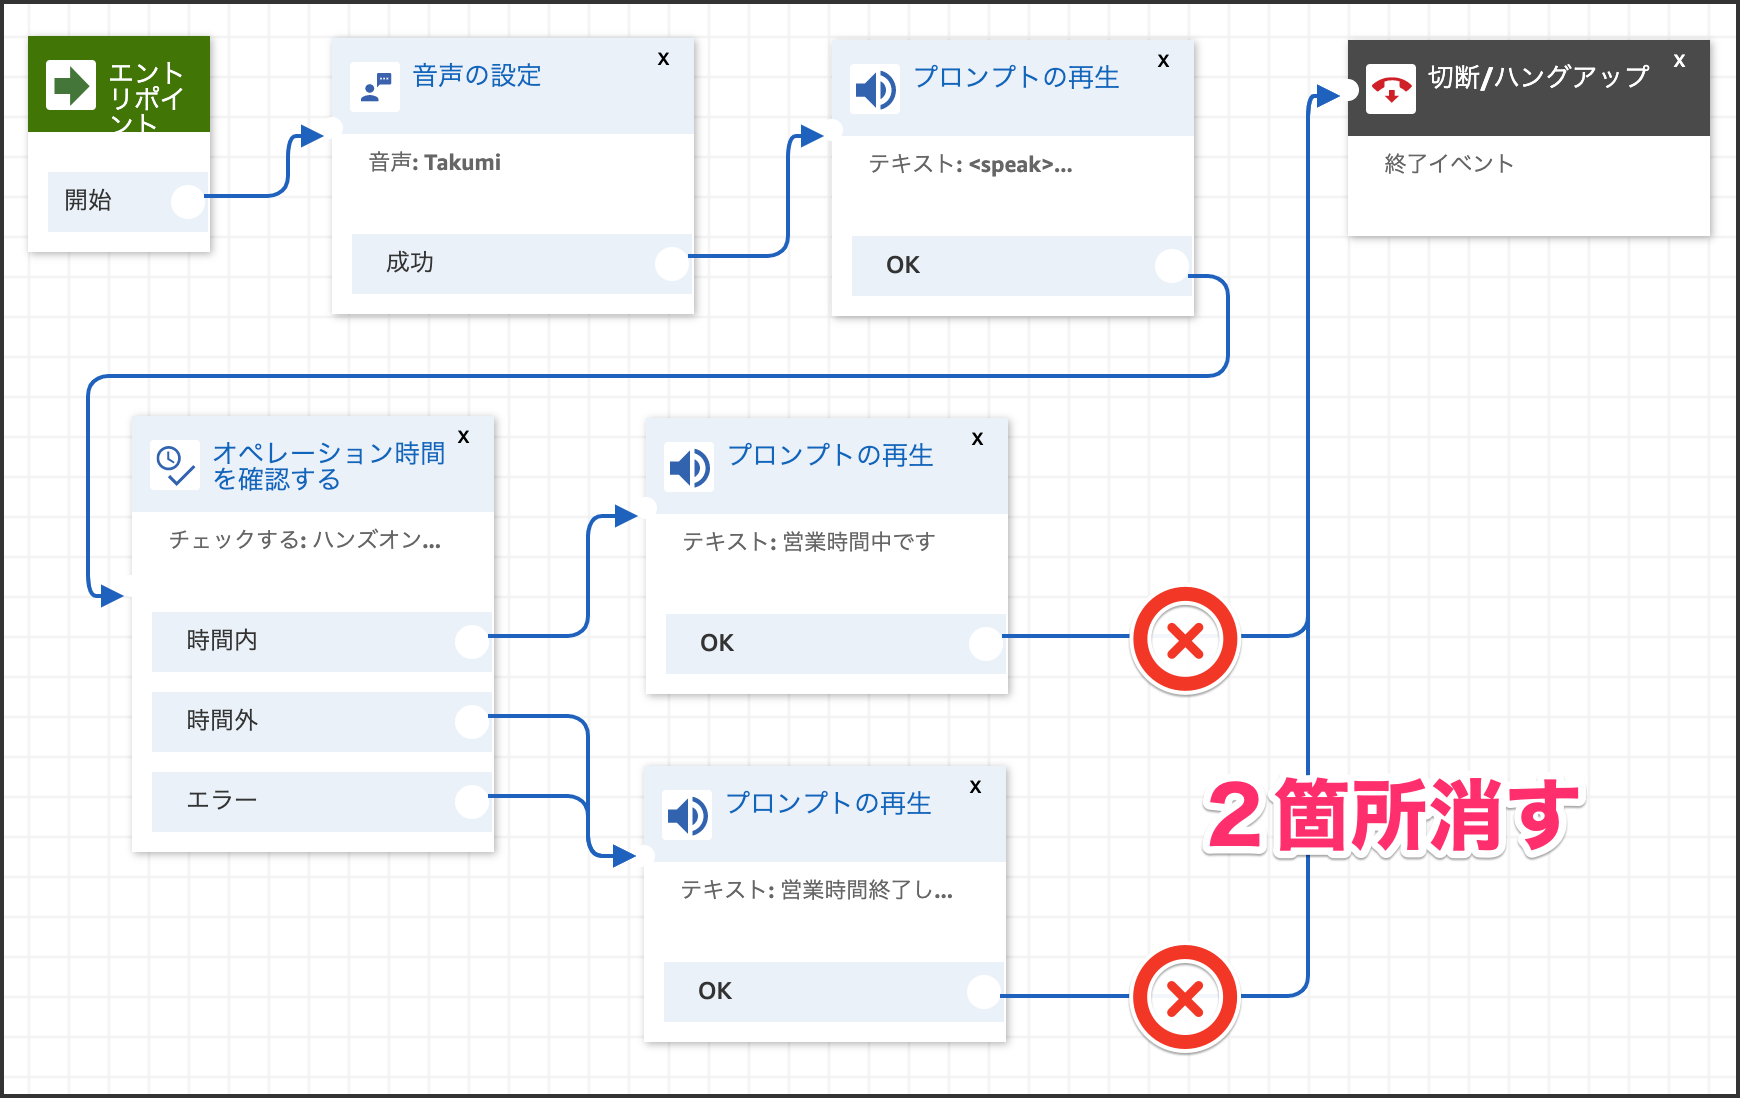 エント
リポイ
ント
開始
音声の設定
X
音声: Takumi
成功
プロンプトの再生
X
テキスト: <speak>...
OK
切断/ハングアップ
X
終了イベント
オペレーション時間
を確認する
X
チェックする: ハンズオン...
時間内
時間外
エラー
プロンプトの再生
X
テキスト: 営業時間中です
OK
プロンプトの再生
X
テキスト: 営業時間終了し...
OK
２箇所消す